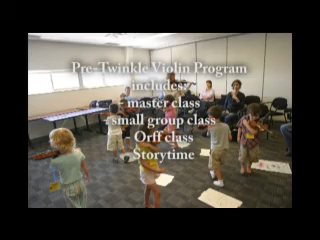 Pre-Twinkle Violin Program
includes:
- master class
- small group class
- Orff class
- Storytime